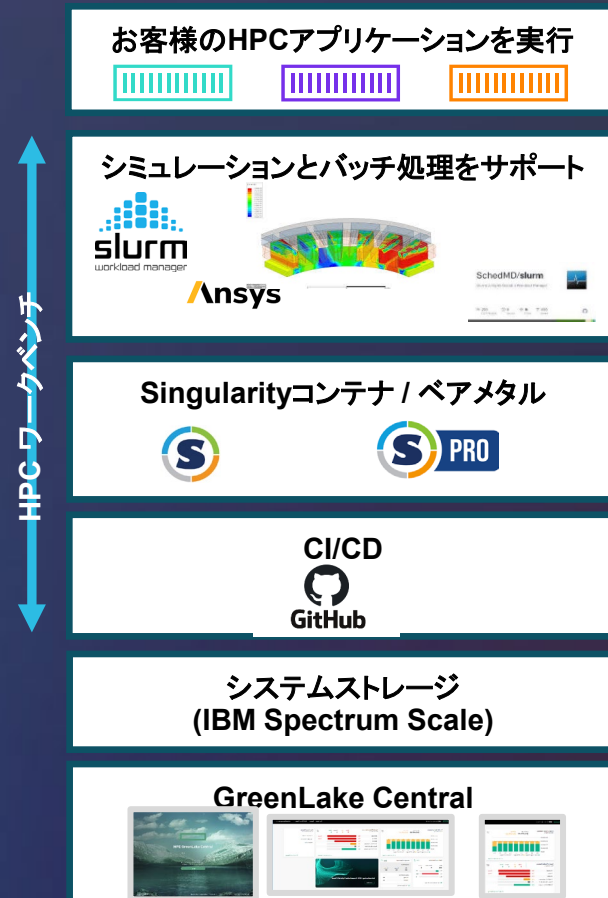 お客様のHPCアプリケーションを実行
HPC ワークベンチ
シミュレーションとバッチ処理をサポート
slurm
workload manager
Ansys
SchedMD/slurm
Singularityコンテナ / ベアメタル
S
S PRO
CI/CD
GitHub
システムストレージ
(IBM Spectrum Scale)
GreenLake Central
HPE GreenLake Central